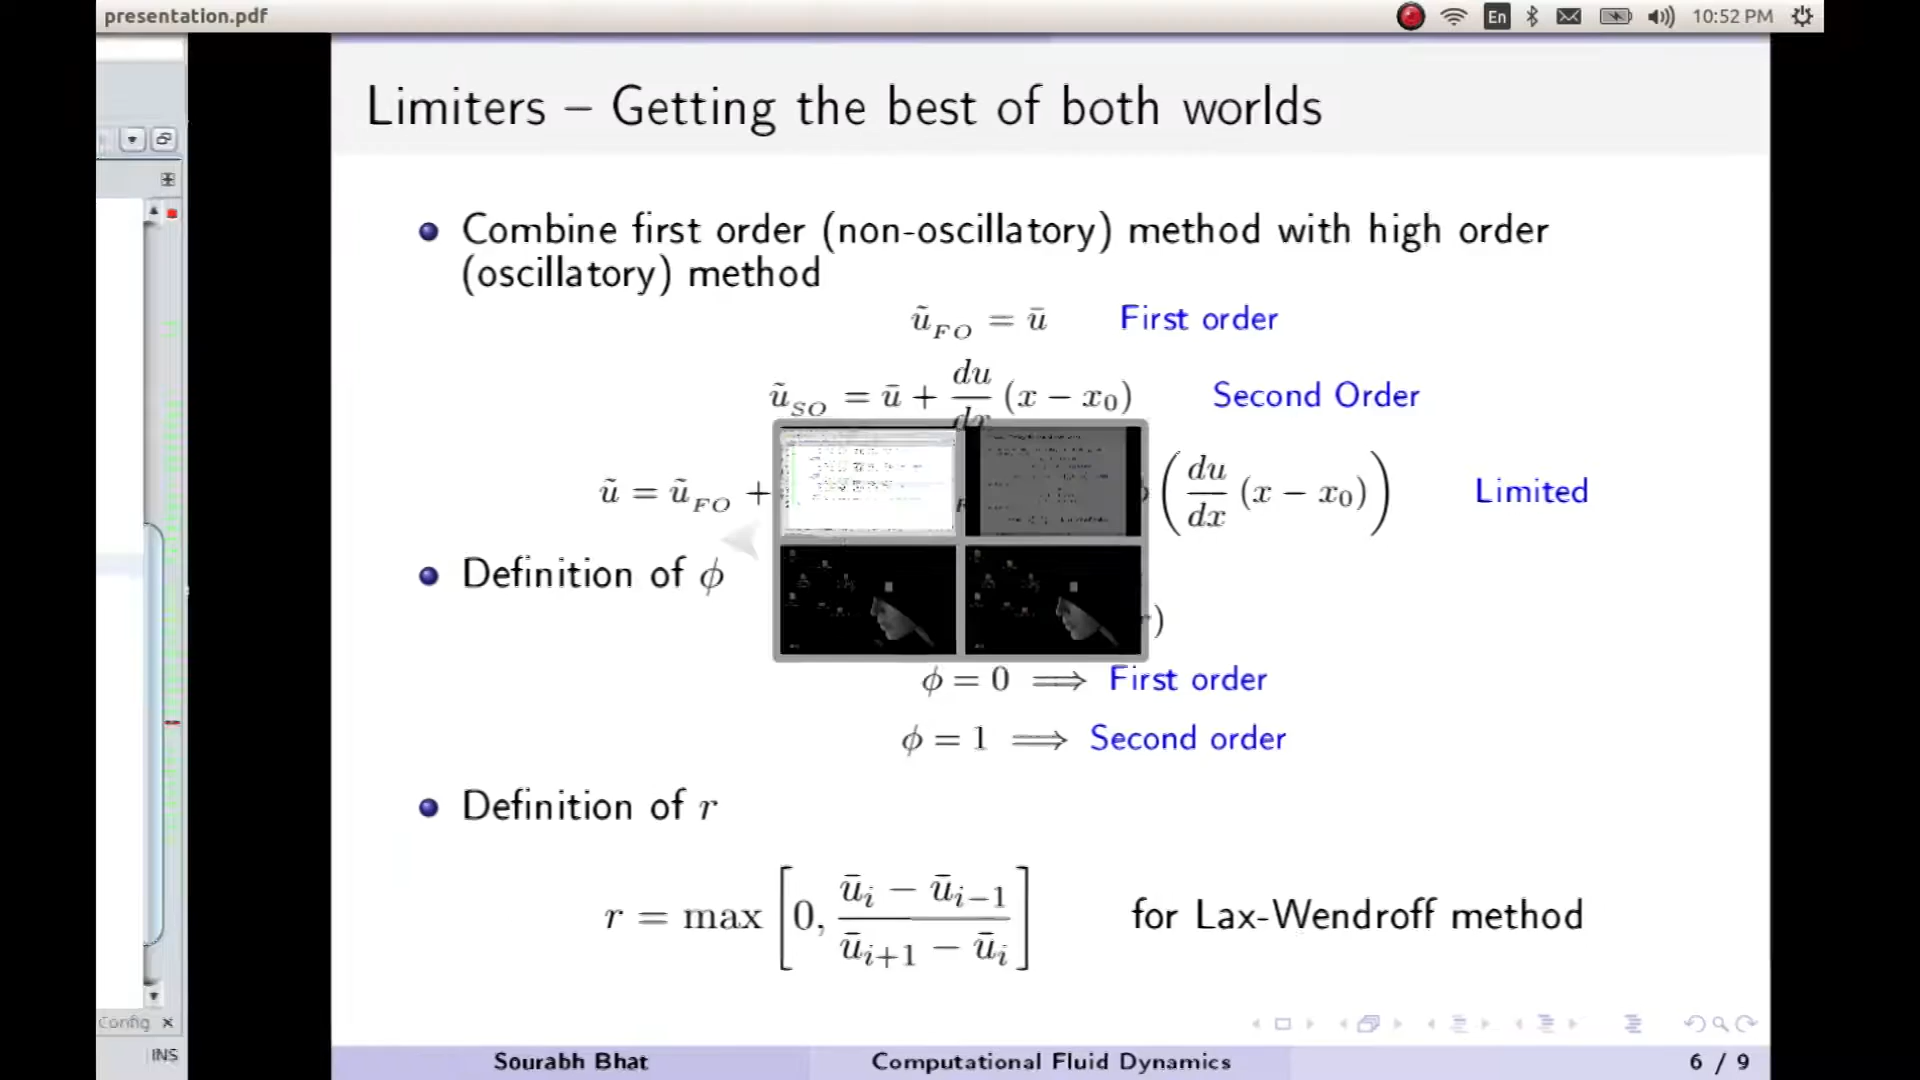 presentation.pdf
En
10:52 PM
Limiters – Getting the best of both worlds
Combine first order (non-oscillatory) method with high order
(oscillatory) method
ũ_FO = ū First order
ũ_SO = ū + du/dx (x − x₀) Second Order
ũ = ũ_FO + (du/dx (x − x₀)) Limited
Definition of ϕ
)
ϕ = 0 ⟹ First order
ϕ = 1 ⟹ Second order
Definition of r
r = max [0, (ū_i − ū_{i−1}) / (ū_{i+1} − ū_i)] for Lax-Wendroff method
Config
INS
Sourabh Bhat
Computational Fluid Dynamics
6 / 9